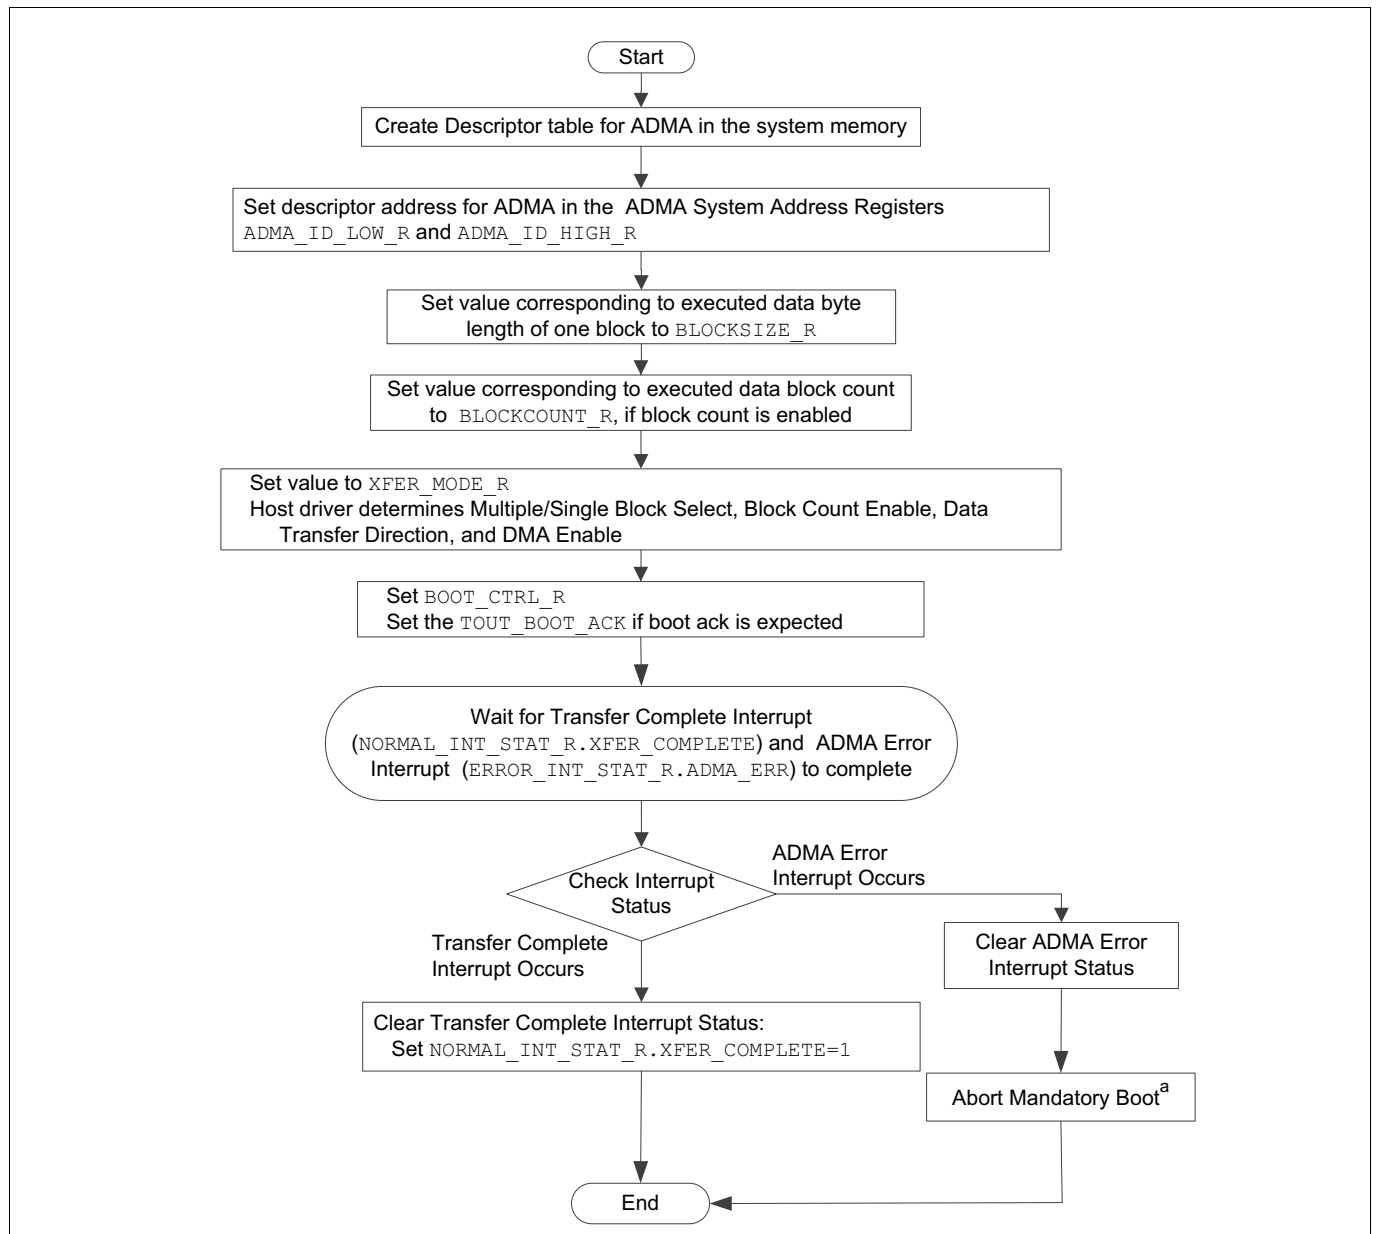 Start
Create Descriptor table for ADMA in the system memory
Set descriptor address for ADMA in the ADMA System Address Registers
ADMA_ID_LOW_R and ADMA_ID_HIGH_R
Set value corresponding to executed data byte
length of one block to BLOCKSIZE_R
Set value corresponding to executed data block count
to BLOCKCOUNT_R, if block count is enabled
Set value to XFER_MODE_R
Host driver determines Multiple/Single Block Select, Block Count Enable, Data
Transfer Direction, and DMA Enable
Set BOOT_CTRL_R
Set the TOUT_BOOT_ACK if boot ack is expected
Wait for Transfer Complete Interrupt
(NORMAL_INT_STAT_R.XFER_COMPLETE) and ADMA Error
Interrupt (ERROR_INT_STAT_R.ADMA_ERR) to complete
ADMA Error
Interrupt Occurs
Check Interrupt
Status
Transfer Complete
Interrupt Occurs
Clear ADMA Error
Interrupt Status
Clear Transfer Complete Interrupt Status:
Set NORMAL_INT_STAT_R.XFER_COMPLETE=1
Abort Mandatory Boot^a
End